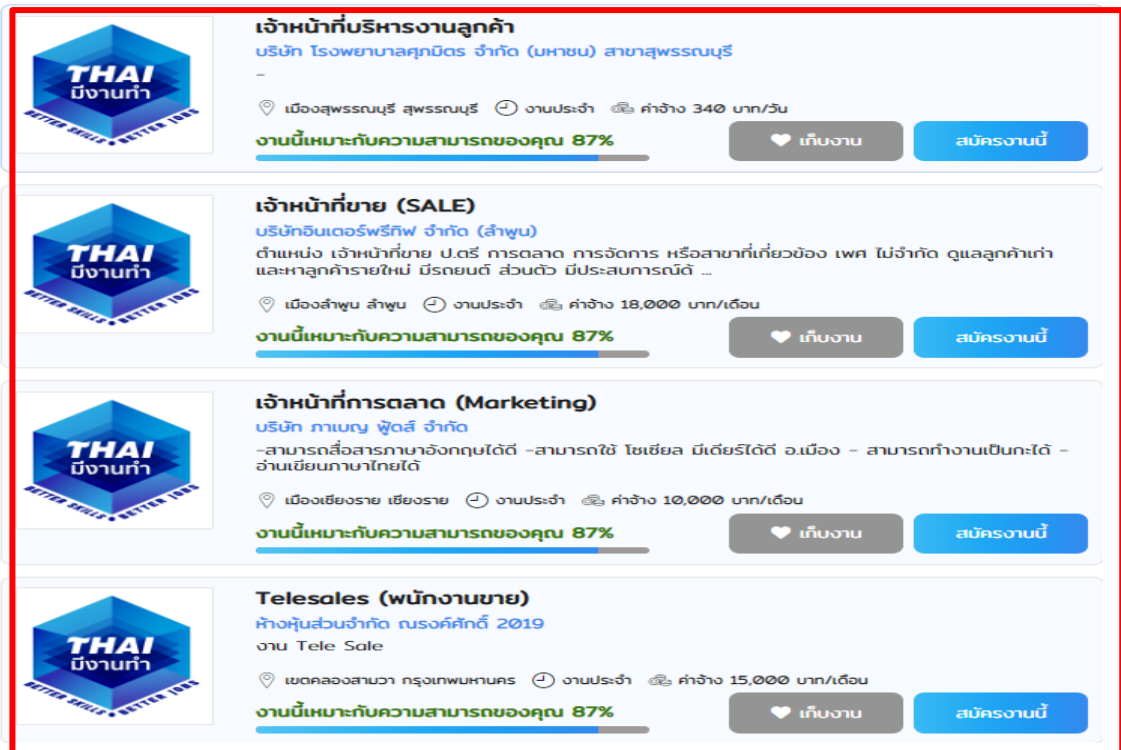 THAI
มีงานทำ
BETTER SKILLS • BETTER JOBS
เจ้าหน้าที่บริหารงานลูกค้า
บริษัท โรงพยาบาลศุภมิตร จำกัด (มหาชน) สาขาสุพรรณบุรี
-
เมืองสุพรรณบุรี สุพรรณบุรี งานประจำ ค่าจ้าง 340 บาท/วัน
งานนี้เหมาะกับความสามารถของคุณ 87% เก็บงาน สมัครงานนี้
THAI
มีงานทำ
BETTER SKILLS • BETTER JOBS
เจ้าหน้าที่ขาย (SALE)
บริษัทอินเตอร์พรีทิฟ จำกัด (ลำพูน)
ตำแหน่ง เจ้าหน้าที่ขาย ป.ตรี การตลาด การจัดการ หรือสาขาที่เกี่ยวข้อง เพศ ไม่จำกัด ดูแลลูกค้าเก่า
และหาลูกค้ารายใหม่ มีรถยนต์ ส่วนตัว มีประสบการณ์ด้ ...
เมืองลำพูน ลำพูน งานประจำ ค่าจ้าง 18,000 บาท/เดือน
งานนี้เหมาะกับความสามารถของคุณ 87% เก็บงาน สมัครงานนี้
THAI
มีงานทำ
BETTER SKILLS • BETTER JOBS
เจ้าหน้าที่การตลาด (Marketing)
บริษัท ภาเบญ ฟู้ดส์ จำกัด
-สามารถสื่อสารภาษาอังกฤษได้ดี -สามารถใช้ โซเชียล มีเดียร์ได้ดี อ.เมือง - สามารถทำงานเป็นกะได้ -
อ่านเขียนภาษาไทยได้
เมืองเชียงราย เชียงราย งานประจำ ค่าจ้าง 10,000 บาท/เดือน
งานนี้เหมาะกับความสามารถของคุณ 87% เก็บงาน สมัครงานนี้
THAI
มีงานทำ
BETTER SKILLS • BETTER JOBS
Telesales (พนักงานขาย)
ห้างหุ้นส่วนจำกัด ณรงค์ศักดิ์ 2019
งาน Tele Sale
เขตคลองสามวา กรุงเทพมหานคร งานประจำ ค่าจ้าง 15,000 บาท/เดือน
งานนี้เหมาะกับความสามารถของคุณ 87% เก็บงาน สมัครงานนี้